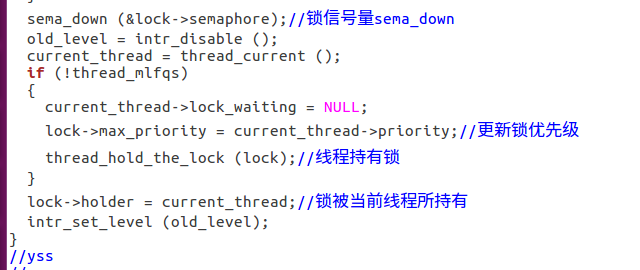 sema_down (&lock->semaphore);//锁信号量sema_down
old_level = intr_disable ();
current_thread = thread_current ();
if (!thread_mlfqs)
{
current_thread->lock_waiting = NULL;
lock->max_priority = current_thread->priority;//更新锁优先级
thread_hold_the_lock (lock);//线程持有锁
}
lock->holder = current_thread;//锁被当前线程所持有
intr_set_level (old_level);
}
//yss